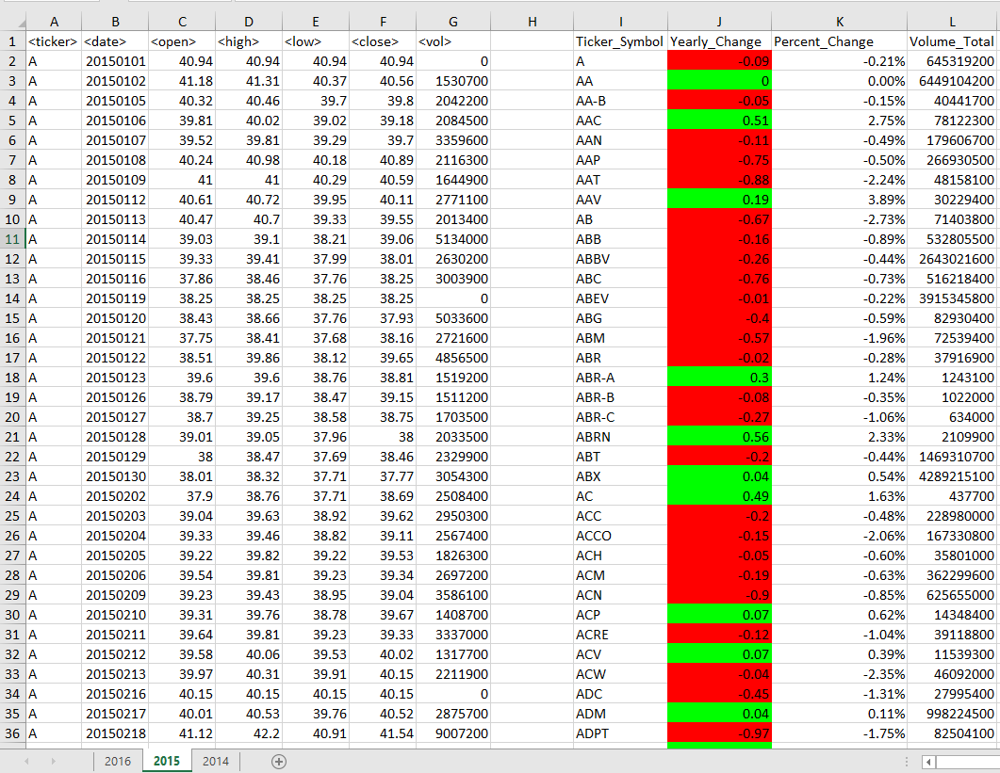 A B C D E F G H I J K L
1 <ticker> <date> <open> <high> <low> <close> <vol> Ticker_Symbol Yearly_Change Percent_Change Volume_Total
2 A 20150101 40.94 40.94 40.94 40.94 0 A -0.09 -0.21% 645319200
3 A 20150102 41.18 41.31 40.37 40.56 1530700 AA 0 0.00% 6449104200
4 A 20150105 40.32 40.46 39.7 39.8 2042200 AA-B -0.05 -0.15% 40441700
5 A 20150106 39.81 40.02 39.02 39.18 2084500 AAC 0.51 2.75% 78122300
6 A 20150107 39.52 39.81 39.29 39.7 3359600 AAN -0.11 -0.49% 179606700
7 A 20150108 40.24 40.98 40.18 40.89 2116300 AAP -0.75 -0.50% 266930500
8 A 20150109 41 41 40.29 40.59 1644900 AAT -0.88 -2.24% 48158100
9 A 20150112 40.61 40.72 39.95 40.11 2771100 AAV 0.19 3.89% 30229400
10 A 20150113 40.47 40.7 39.33 39.55 2013400 AB -0.67 -2.73% 71403800
11 A 20150114 39.03 39.1 38.21 39.06 5134000 ABB -0.16 -0.89% 532805500
12 A 20150115 39.33 39.41 37.99 38.01 2630200 ABBV -0.26 -0.44% 2643021600
13 A 20150116 37.86 38.46 37.76 38.25 3003900 ABC -0.76 -0.73% 516218400
14 A 20150119 38.25 38.25 38.25 38.25 0 ABEV -0.01 -0.22% 3915345800
15 A 20150120 38.43 38.66 37.76 37.93 5033600 ABG -0.4 -0.59% 82930400
16 A 20150121 37.75 38.41 37.68 38.16 2721600 ABM -0.57 -1.96% 72539400
17 A 20150122 38.51 39.86 38.12 39.65 4856500 ABR -0.02 -0.28% 37916900
18 A 20150123 39.6 39.6 38.76 38.81 1519200 ABR-A 0.3 1.24% 1243100
19 A 20150126 38.79 39.17 38.47 39.15 1511200 ABR-B -0.08 -0.35% 1022000
20 A 20150127 38.7 39.25 38.58 38.75 1703500 ABR-C -0.27 -1.06% 634000
21 A 20150128 39.01 39.05 37.96 38 2033500 ABRN 0.56 2.33% 2109900
22 A 20150129 38 38.47 37.69 38.46 2329900 ABT -0.2 -0.44% 1469310700
23 A 20150130 38.01 38.32 37.71 37.77 3054300 ABX 0.04 0.54% 4289215100
24 A 20150202 37.9 38.76 37.71 38.69 2508400 AC 0.49 1.63% 437700
25 A 20150203 39.04 39.63 38.92 39.62 2950300 ACC -0.2 -0.48% 228980000
26 A 20150204 39.33 39.46 38.82 39.11 2567400 ACCO -0.15 -2.06% 167330800
27 A 20150205 39.22 39.82 39.22 39.53 1826300 ACH -0.05 -0.60% 35801000
28 A 20150206 39.54 39.81 39.23 39.34 2697200 ACM -0.19 -0.63% 362299600
29 A 20150209 39.23 39.43 38.95 39.04 3586100 ACN -0.9 -0.85% 625655000
30 A 20150210 39.31 39.76 38.78 39.67 1408700 ACP 0.07 0.62% 14348400
31 A 20150211 39.64 39.81 39.23 39.33 3337000 ACRE -0.12 -1.04% 39118800
32 A 20150212 39.58 40.06 39.53 40.02 1317700 ACV 0.07 0.39% 11539300
33 A 20150213 39.97 40.31 39.91 40.15 2211900 ACW -0.04 -2.35% 46092000
34 A 20150216 40.15 40.15 40.15 40.15 0 ADC -0.45 -1.31% 27995400
35 A 20150217 40.01 40.53 39.76 40.52 2875700 ADM 0.04 0.11% 998224500
36 A 20150218 41.12 42.2 40.91 41.54 9007200 ADPT -0.97 -1.75% 82504100
2016 2015 2014